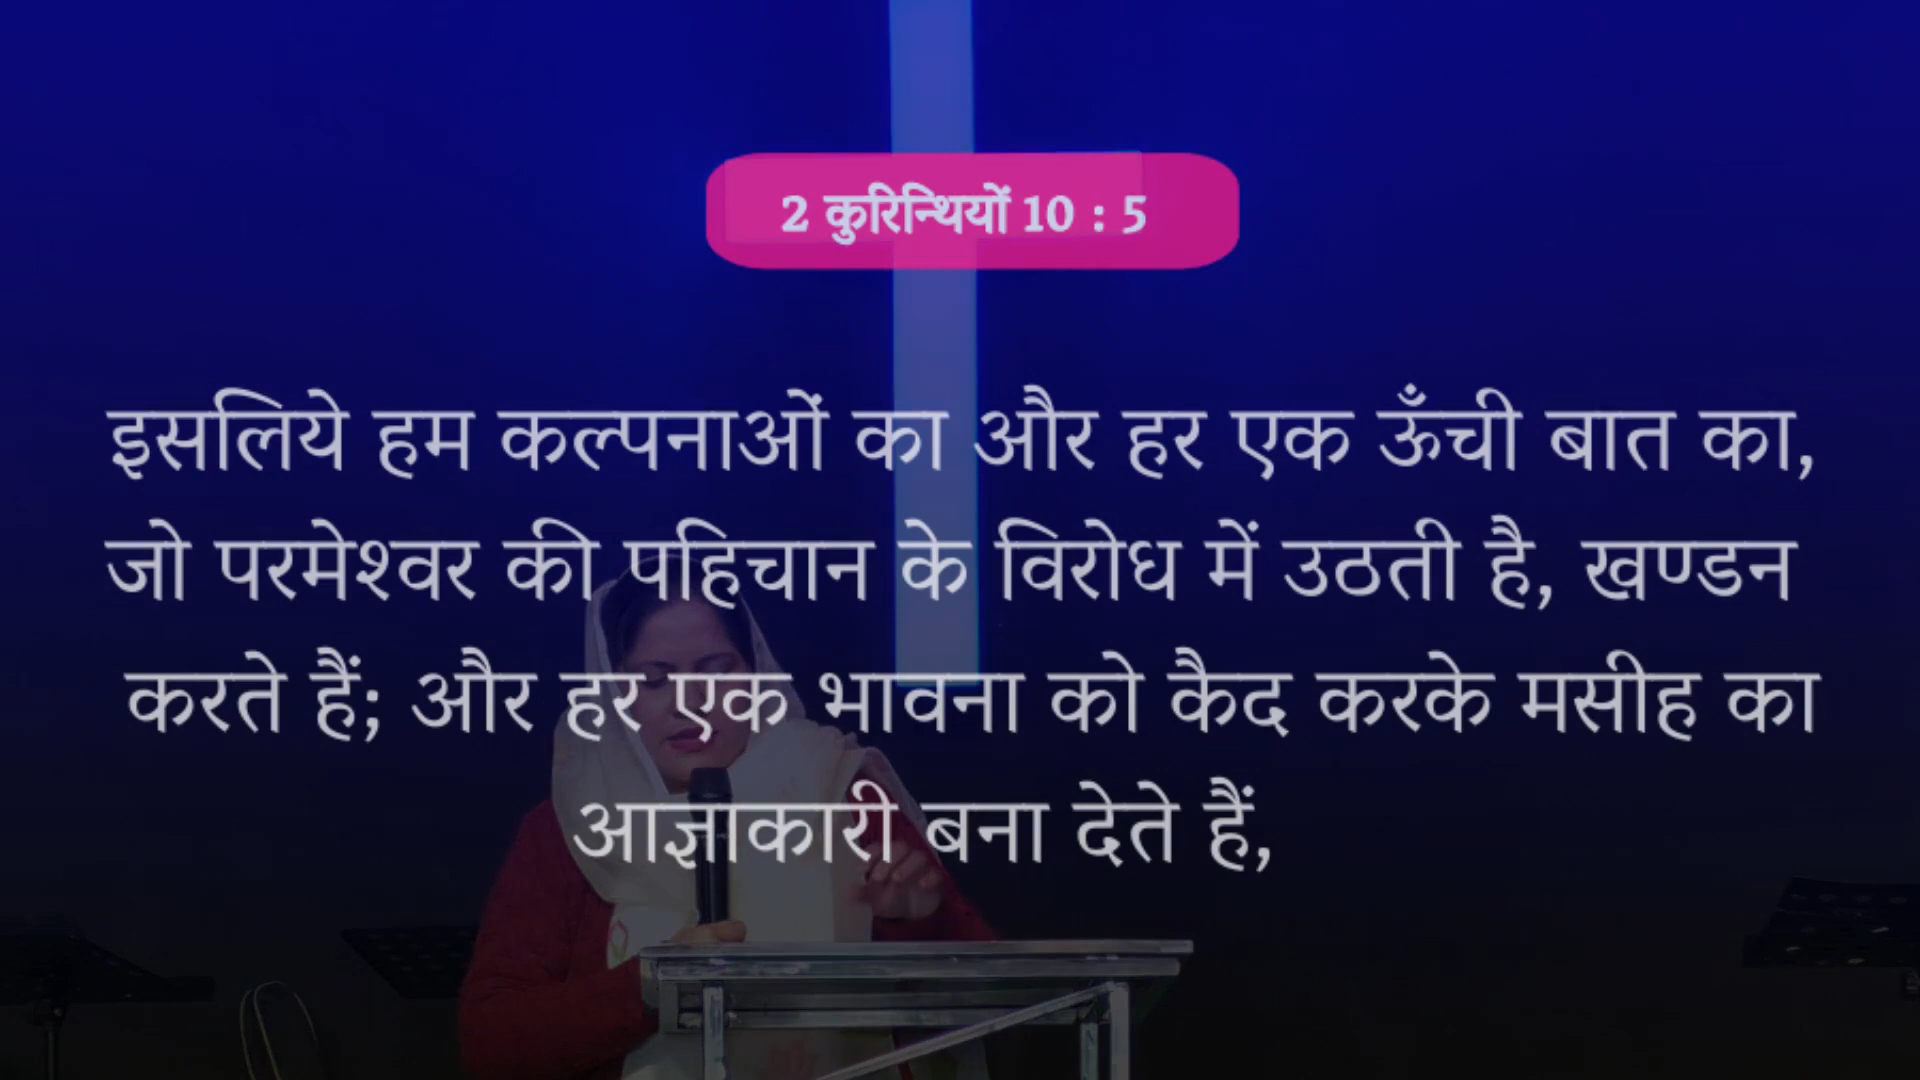 2 कुरिन्थियों 10 : 5
इसलिये हम कल्पनाओं का और हर एक ऊँची बात का,
जो परमेश्वर की पहिचान के विरोध में उठती है, खण्डन
करते हैं; और हर एक भावना को कैद करके मसीह का
आज्ञाकारी बना देते हैं,